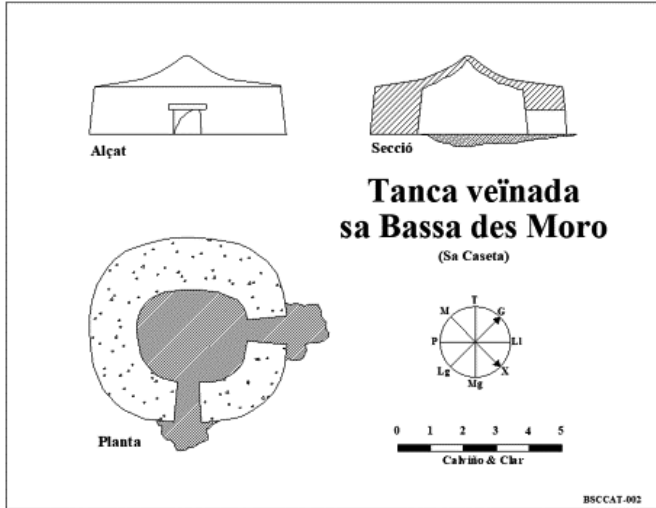 Alçat
Secció
Tanca veïnada
sa Bassa des Moro
(Sa Caseta)
T
M G
P Ll
Lg X
Mg
Planta
0 1 2 3 4 5
Calviño & Clar
BSCCAT-002